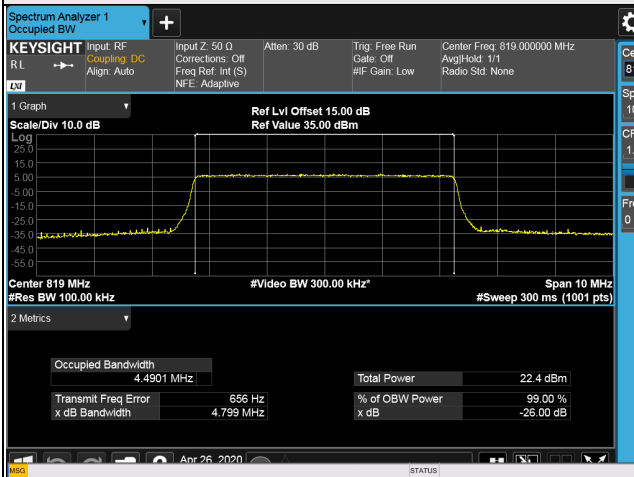 Spectrum Analyzer 1
Occupied BW
KEYSIGHT
RL
LXI
Input: RF
Coupling: DC
Align: Auto
Input Z: 50 Ω
Corrections: Off
Freq Ref: Int (S)
NFE: Adaptive
Atten: 30 dB
Trig: Free Run
Gate: Off
#IF Gain: Low
Center Freq: 819.000000 MHz
Avg|Hold: 1/1
Radio Std: None
1 Graph
Scale/Div 10.0 dB
Ref Lvl Offset 15.00 dB
Ref Value 35.00 dBm
Log
25.0
15.0
5.00
-5.00
-15.0
-25.0
-35.0
-45.0
-55.0
Center 819 MHz
#Res BW 100.00 kHz
#Video BW 300.00 kHz*
Span 10 MHz
#Sweep 300 ms (1001 pts)
2 Metrics
Occupied Bandwidth
4.4901 MHz
Transmit Freq Error 656 Hz
x dB Bandwidth 4.799 MHz
Total Power 22.4 dBm
% of OBW Power 99.00 %
x dB -26.00 dB
Apr 26, 2020
MSG
STATUS